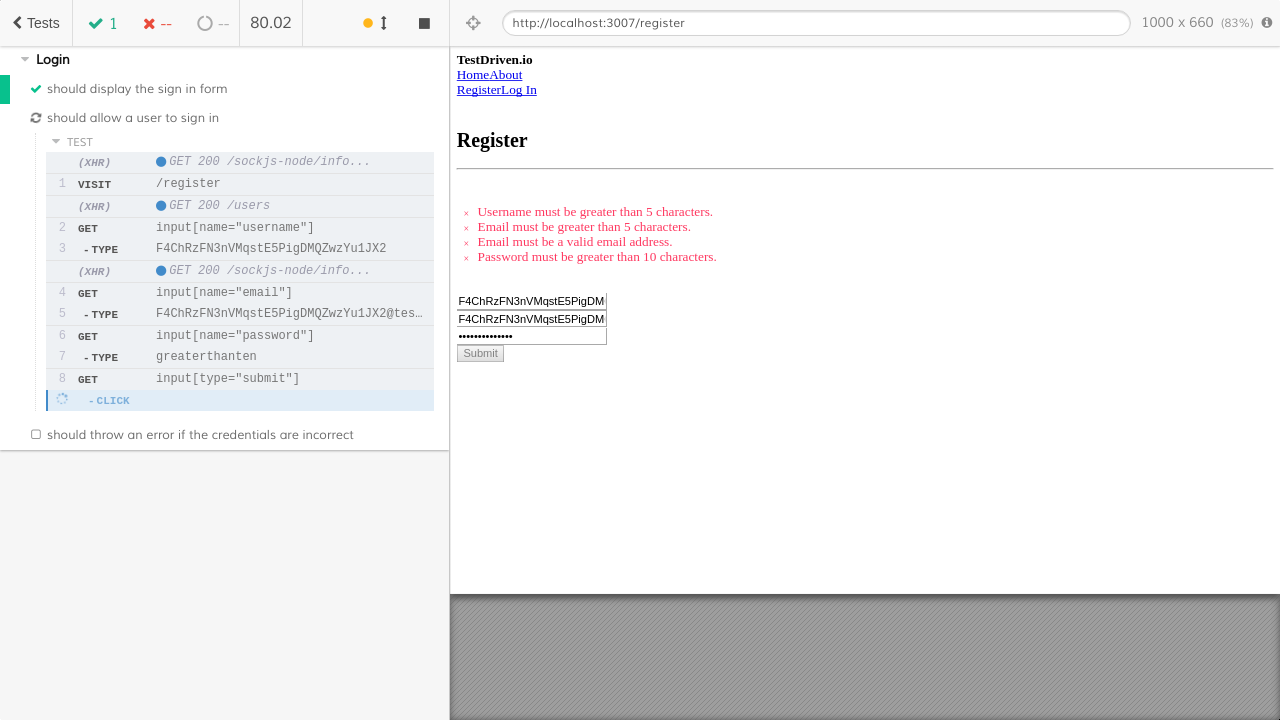 Tests 1 -- -- 80.02
http://localhost:3007/register 1000 x 660 (83%)
Login
should display the sign in form
should allow a user to sign in
TEST
(XHR) GET 200 /sockjs-node/info...
1 VISIT /register
(XHR) GET 200 /users
2 GET input[name="username"]
3 - TYPE F4ChRzFN3nVMqstE5PigDMQZwzYu1JX2
(XHR) GET 200 /sockjs-node/info...
4 GET input[name="email"]
5 - TYPE F4ChRzFN3nVMqstE5PigDMQZwzYu1JX2@tes…
6 GET input[name="password"]
7 - TYPE greaterthanten
8 GET input[type="submit"]
- CLICK
should throw an error if the credentials are incorrect
TestDriven.io
HomeAbout
RegisterLog In
Register
× Username must be greater than 5 characters.
× Email must be greater than 5 characters.
× Email must be a valid email address.
× Password must be greater than 10 characters.
F4ChRzFN3nVMqstE5PigDM
F4ChRzFN3nVMqstE5PigDM
••••••••••••••
Submit